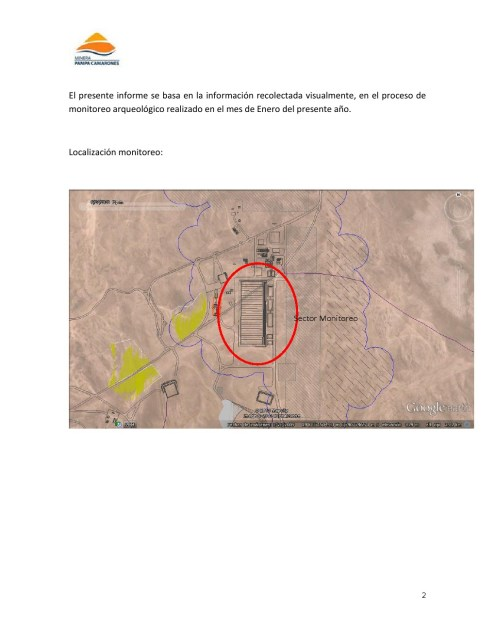 MINERA
PAMPA CAMARONES
El presente informe se basa en la información recolectada visualmente, en el proceso de
monitoreo arqueológico realizado en el mes de Enero del presente año.
Localización monitoreo:
Sector Monitoreo
Google
2